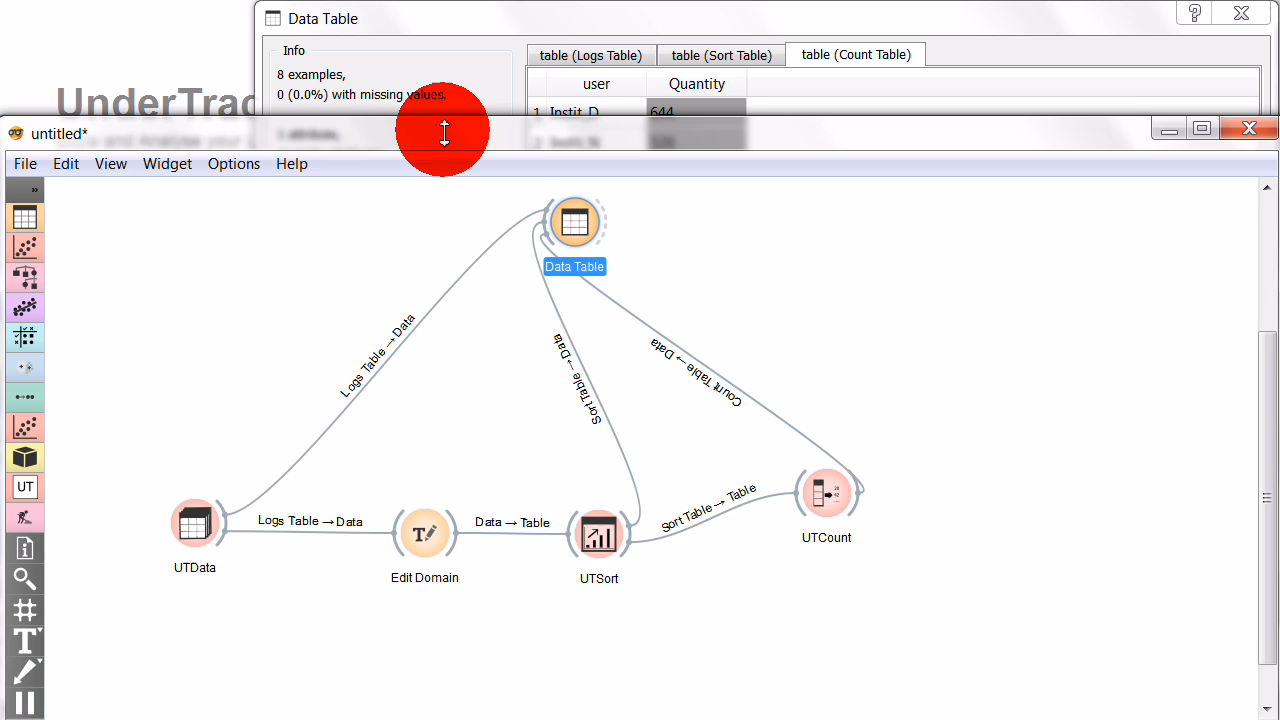 Data Table
Info
8 examples,
0 (0.0%) with missing values.
1 attribute,
table (Logs Table)
table (Sort Table)
table (Count Table)
user
Quantity
1 Instit_D 644
UnderTrac
untitled*
File Edit View Widget Options Help
»
UT
Data Table
Logs Table → Data
Sort Table → Data
Count Table → Data
Logs Table → Data
Data → Table
Sort Table → Table
UTData
Edit Domain
UTSort
UTCount